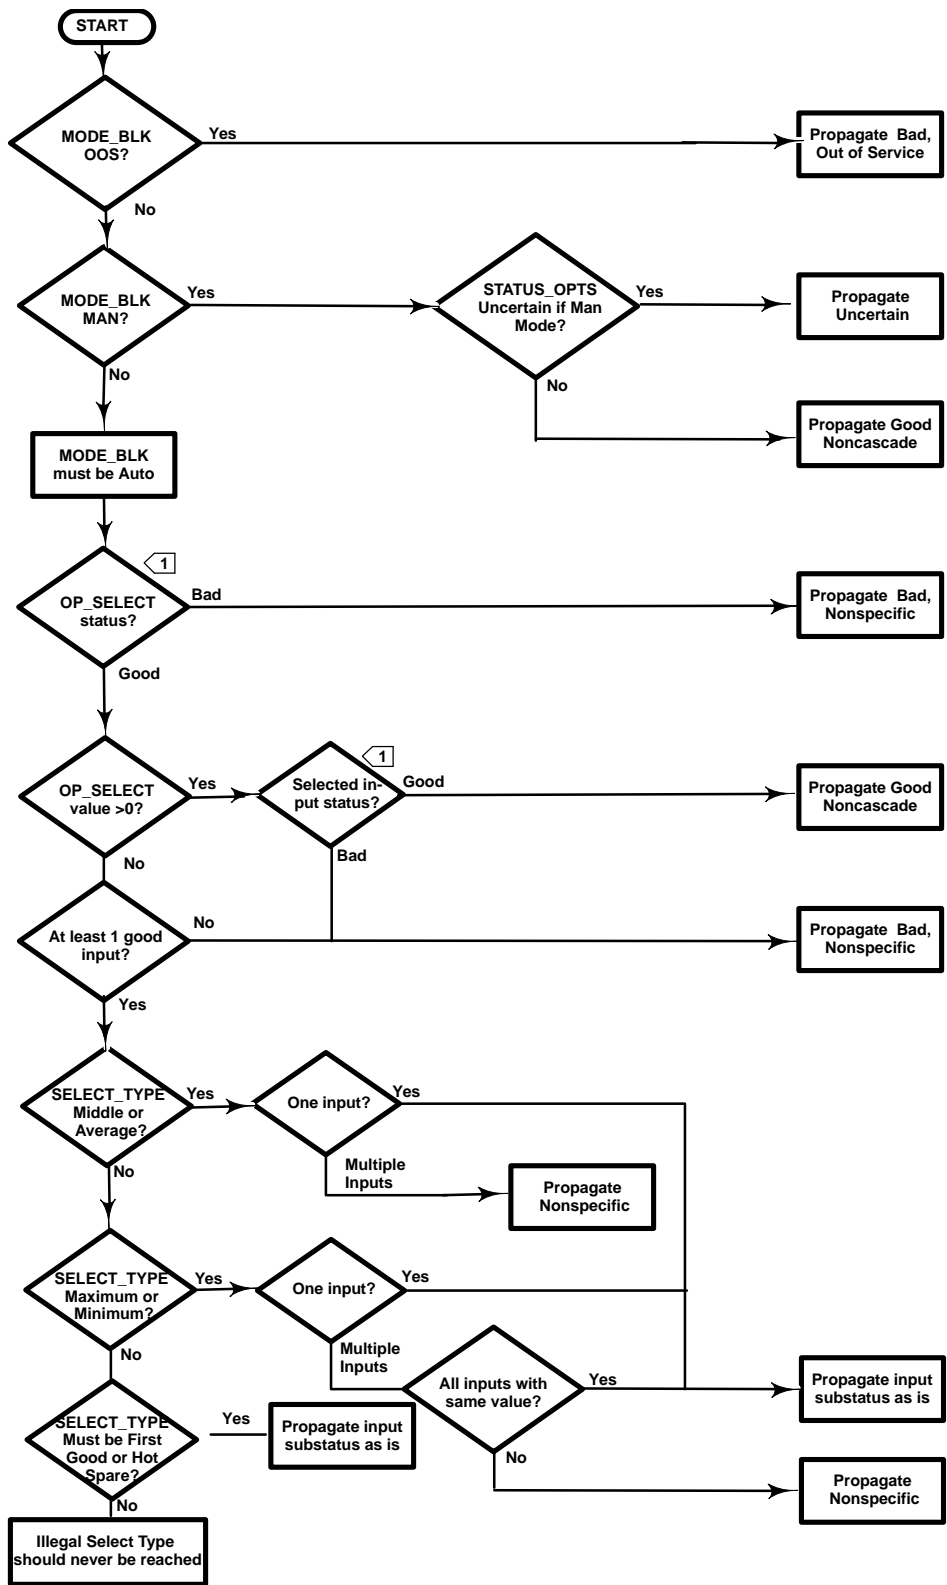 START
MODE_BLK
OOS?
Yes
Propagate Bad,
Out of Service
No
MODE_BLK
MAN?
Yes
STATUS_OPTS
Uncertain if Man
Mode?
Yes
Propagate
Uncertain
No
No
Propagate Good
Noncascade
MODE_BLK
must be Auto
1
OP_SELECT
status?
Bad
Propagate Bad,
Nonspecific
Good
OP_SELECT
value >0?
Yes
1
Selected in-
put status?
Good
Propagate Good
Noncascade
Bad
No
At least 1 good
input?
No
Propagate Bad,
Nonspecific
Yes
SELECT_TYPE
Middle or
Average?
Yes
One input?
Yes
Multiple
Inputs
Propagate
Nonspecific
No
SELECT_TYPE
Maximum or
Minimum?
Yes
One input?
Yes
Multiple
Inputs
No
All inputs with
same value?
Yes
Propagate input
substatus as is
SELECT_TYPE
Must be First
Good or Hot
Spare?
Yes
Propagate input
substatus as is
No
Propagate
Nonspecific
No
Illegal Select Type
should never be reached